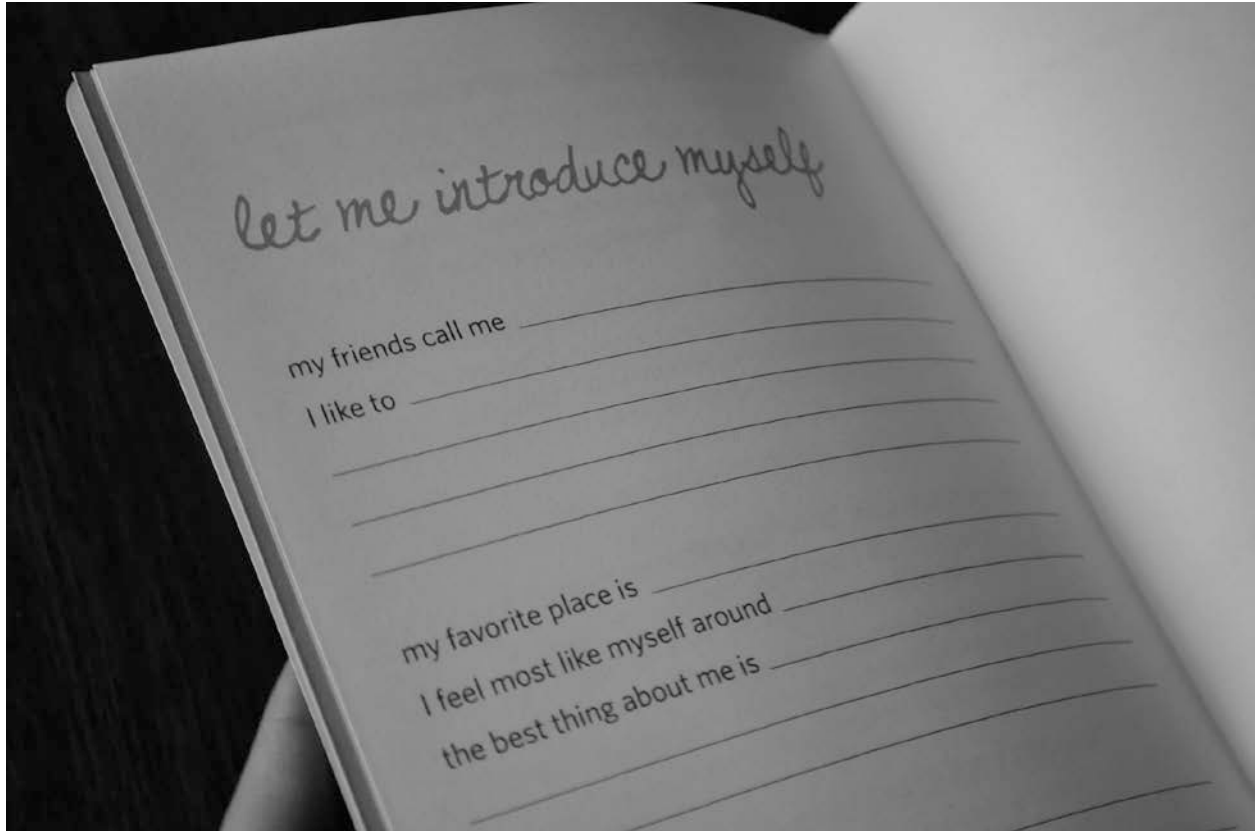 let me introduce myself
my friends call me
I like to
my favorite place is
I feel most like myself around
the best thing about me is